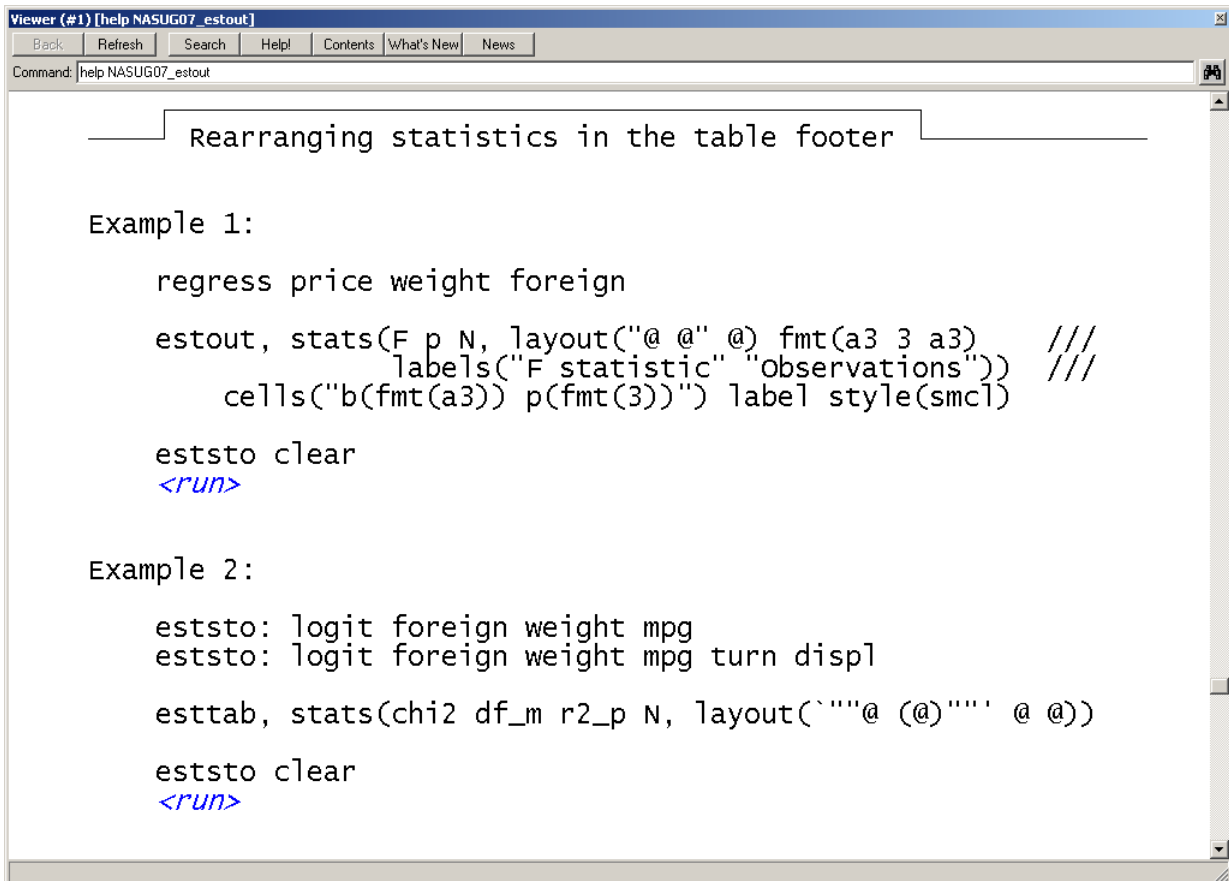 Viewer (#1) [help NASUG07_estout]
Back Refresh Search Help! Contents What's New News
Command: help NASUG07_estout
Rearranging statistics in the table footer
Example 1:
regress price weight foreign
estout, stats(F p N, layout("@ @" @) fmt(a3 3 a3) ///
labels("F statistic" "Observations")) ///
cells("b(fmt(a3)) p(fmt(3))") label style(smcl)
eststo clear
<run>
Example 2:
eststo: logit foreign weight mpg
eststo: logit foreign weight mpg turn displ
esttab, stats(chi2 df_m r2_p N, layout(`""@ (@)""' @ @))
eststo clear
<run>